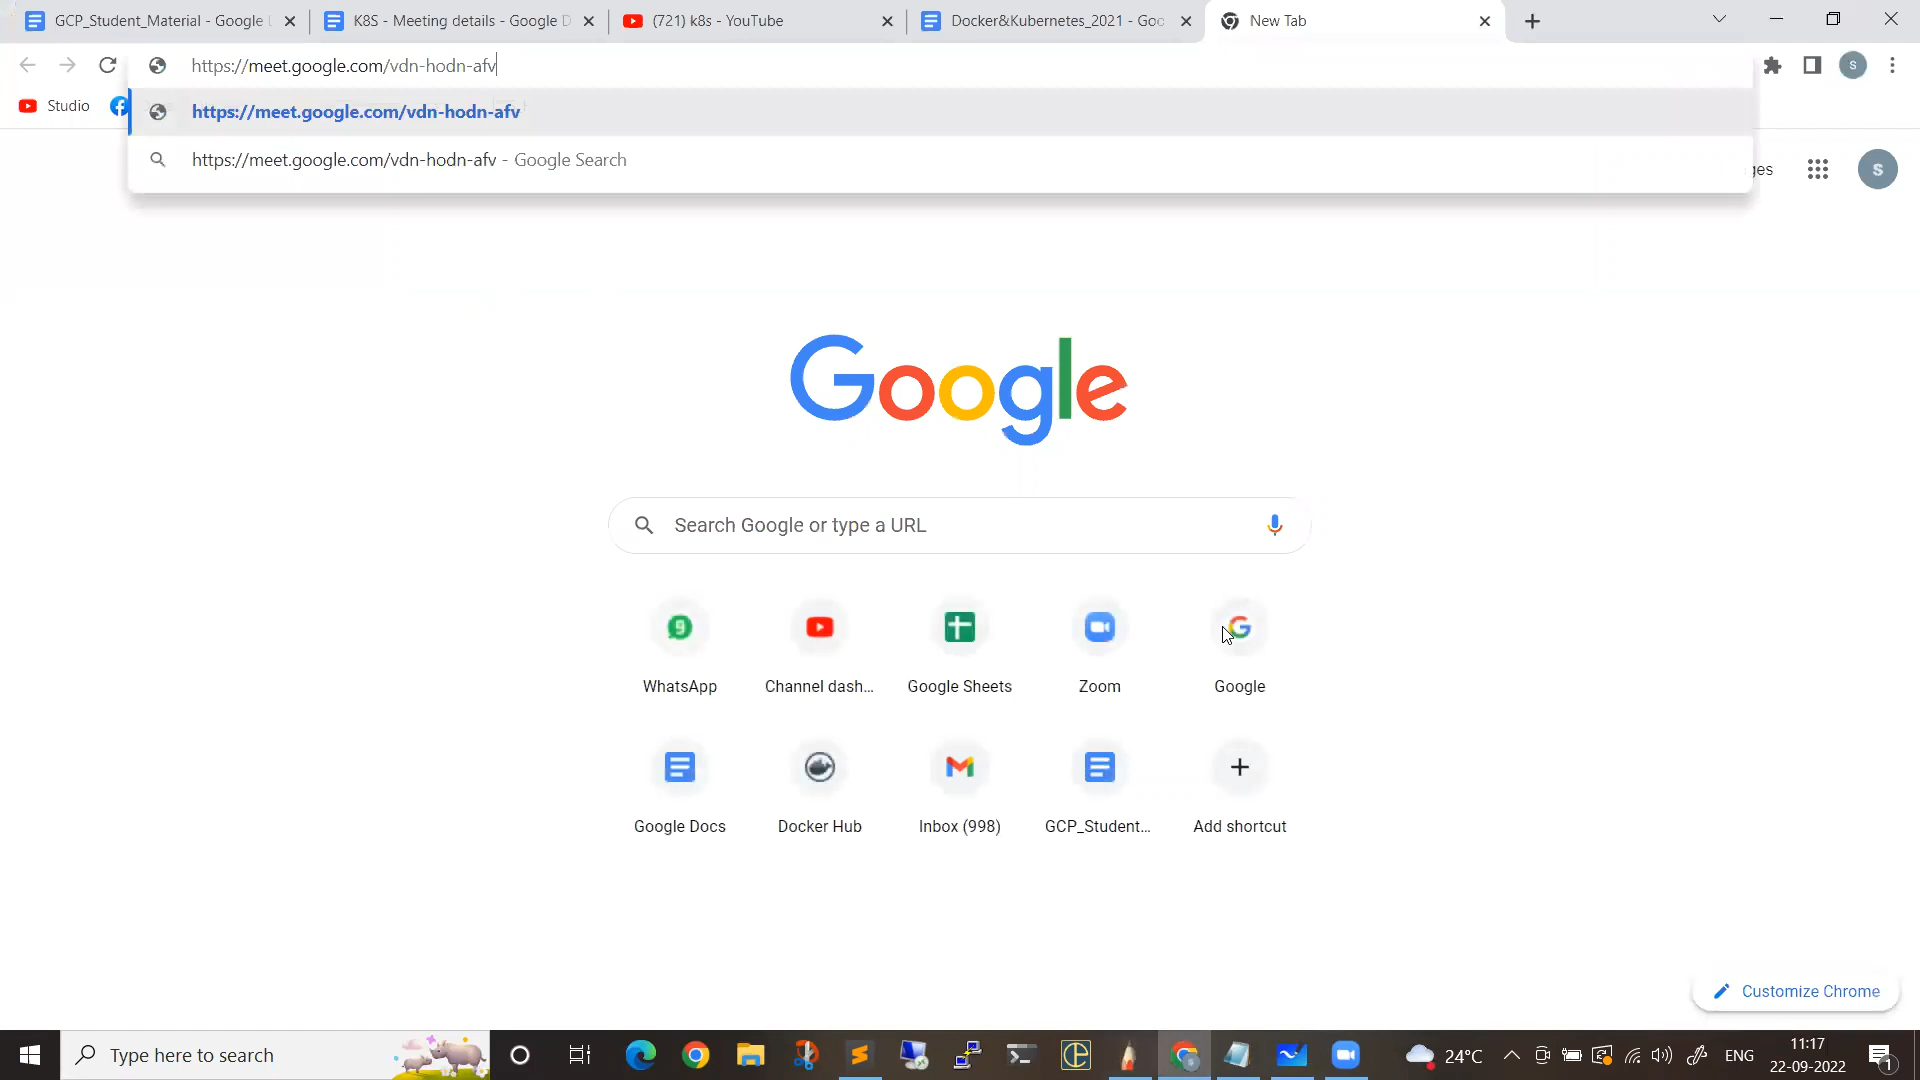 GCP_Student_Material - Google
K8S - Meeting details - Google D
(721) k8s - YouTube
Docker&Kubernetes_2021 - Goo
New Tab
https://meet.google.com/vdn-hodn-afv
S
Studio
https://meet.google.com/vdn-hodn-afv
https://meet.google.com/vdn-hodn-afv - Google Search
ges
S
Google
Search Google or type a URL
WhatsApp
Channel dash...
Google Sheets
Zoom
Google
Google Docs
Docker Hub
Inbox (998)
GCP_Student...
Add shortcut
Customize Chrome
Type here to search
24°C
ENG
11:17
22-09-2022
1